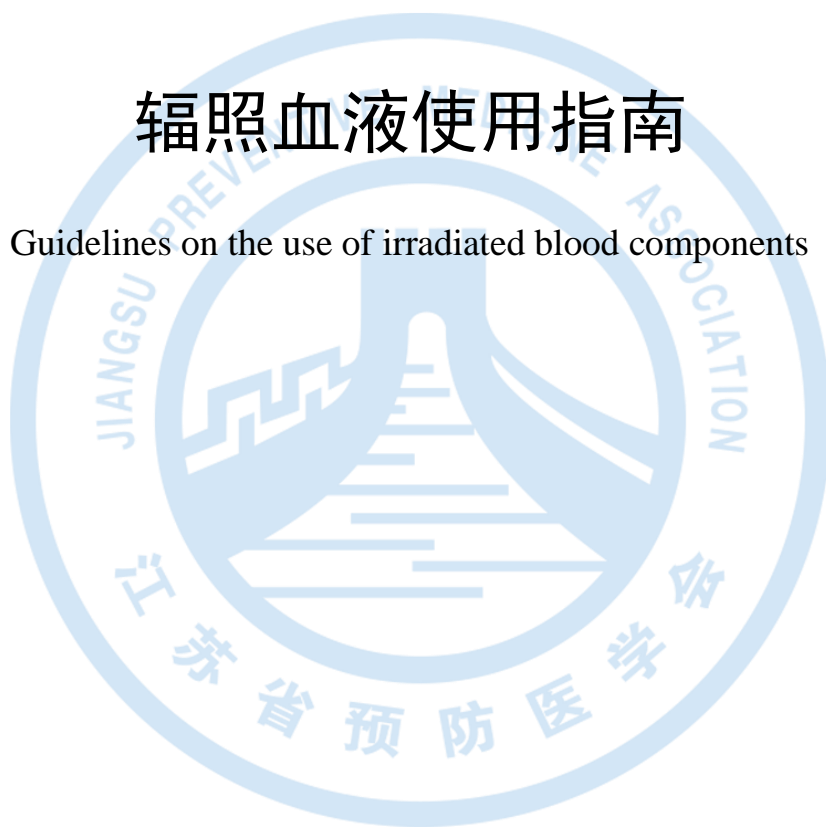 辐照血液使用指南
Guidelines on the use of irradiated blood components
JIANGSU PREVENTIVE MEDICINE ASSOCIATION
江苏省预防医学会